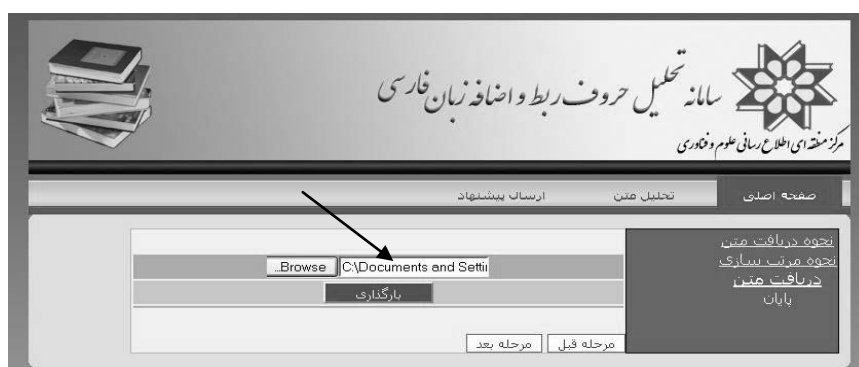 سامانه تحلیل حروف ربط و اضافه زبان فارسی
مرکز منطقه ای اطلاع رسانی علوم و فناوری
صفحه اصلی
تحلیل متن
ارسال پیشنهاد
نحوه دریافت متن
نحوه مرتب سازی
دریافت متن
پایان
C:\Documents and Settin
Browse...
بارگذاری
مرحله قبل
مرحله بعد